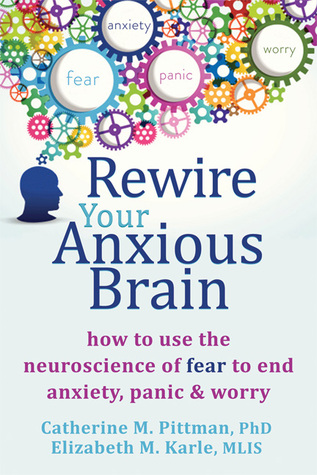 anxiety
worry
fear
panic
Rewire
Your
Anxious
Brain
how to use the
neuroscience of fear to end
anxiety, panic & worry
Catherine M. Pittman, PhD
Elizabeth M. Karle, MLIS